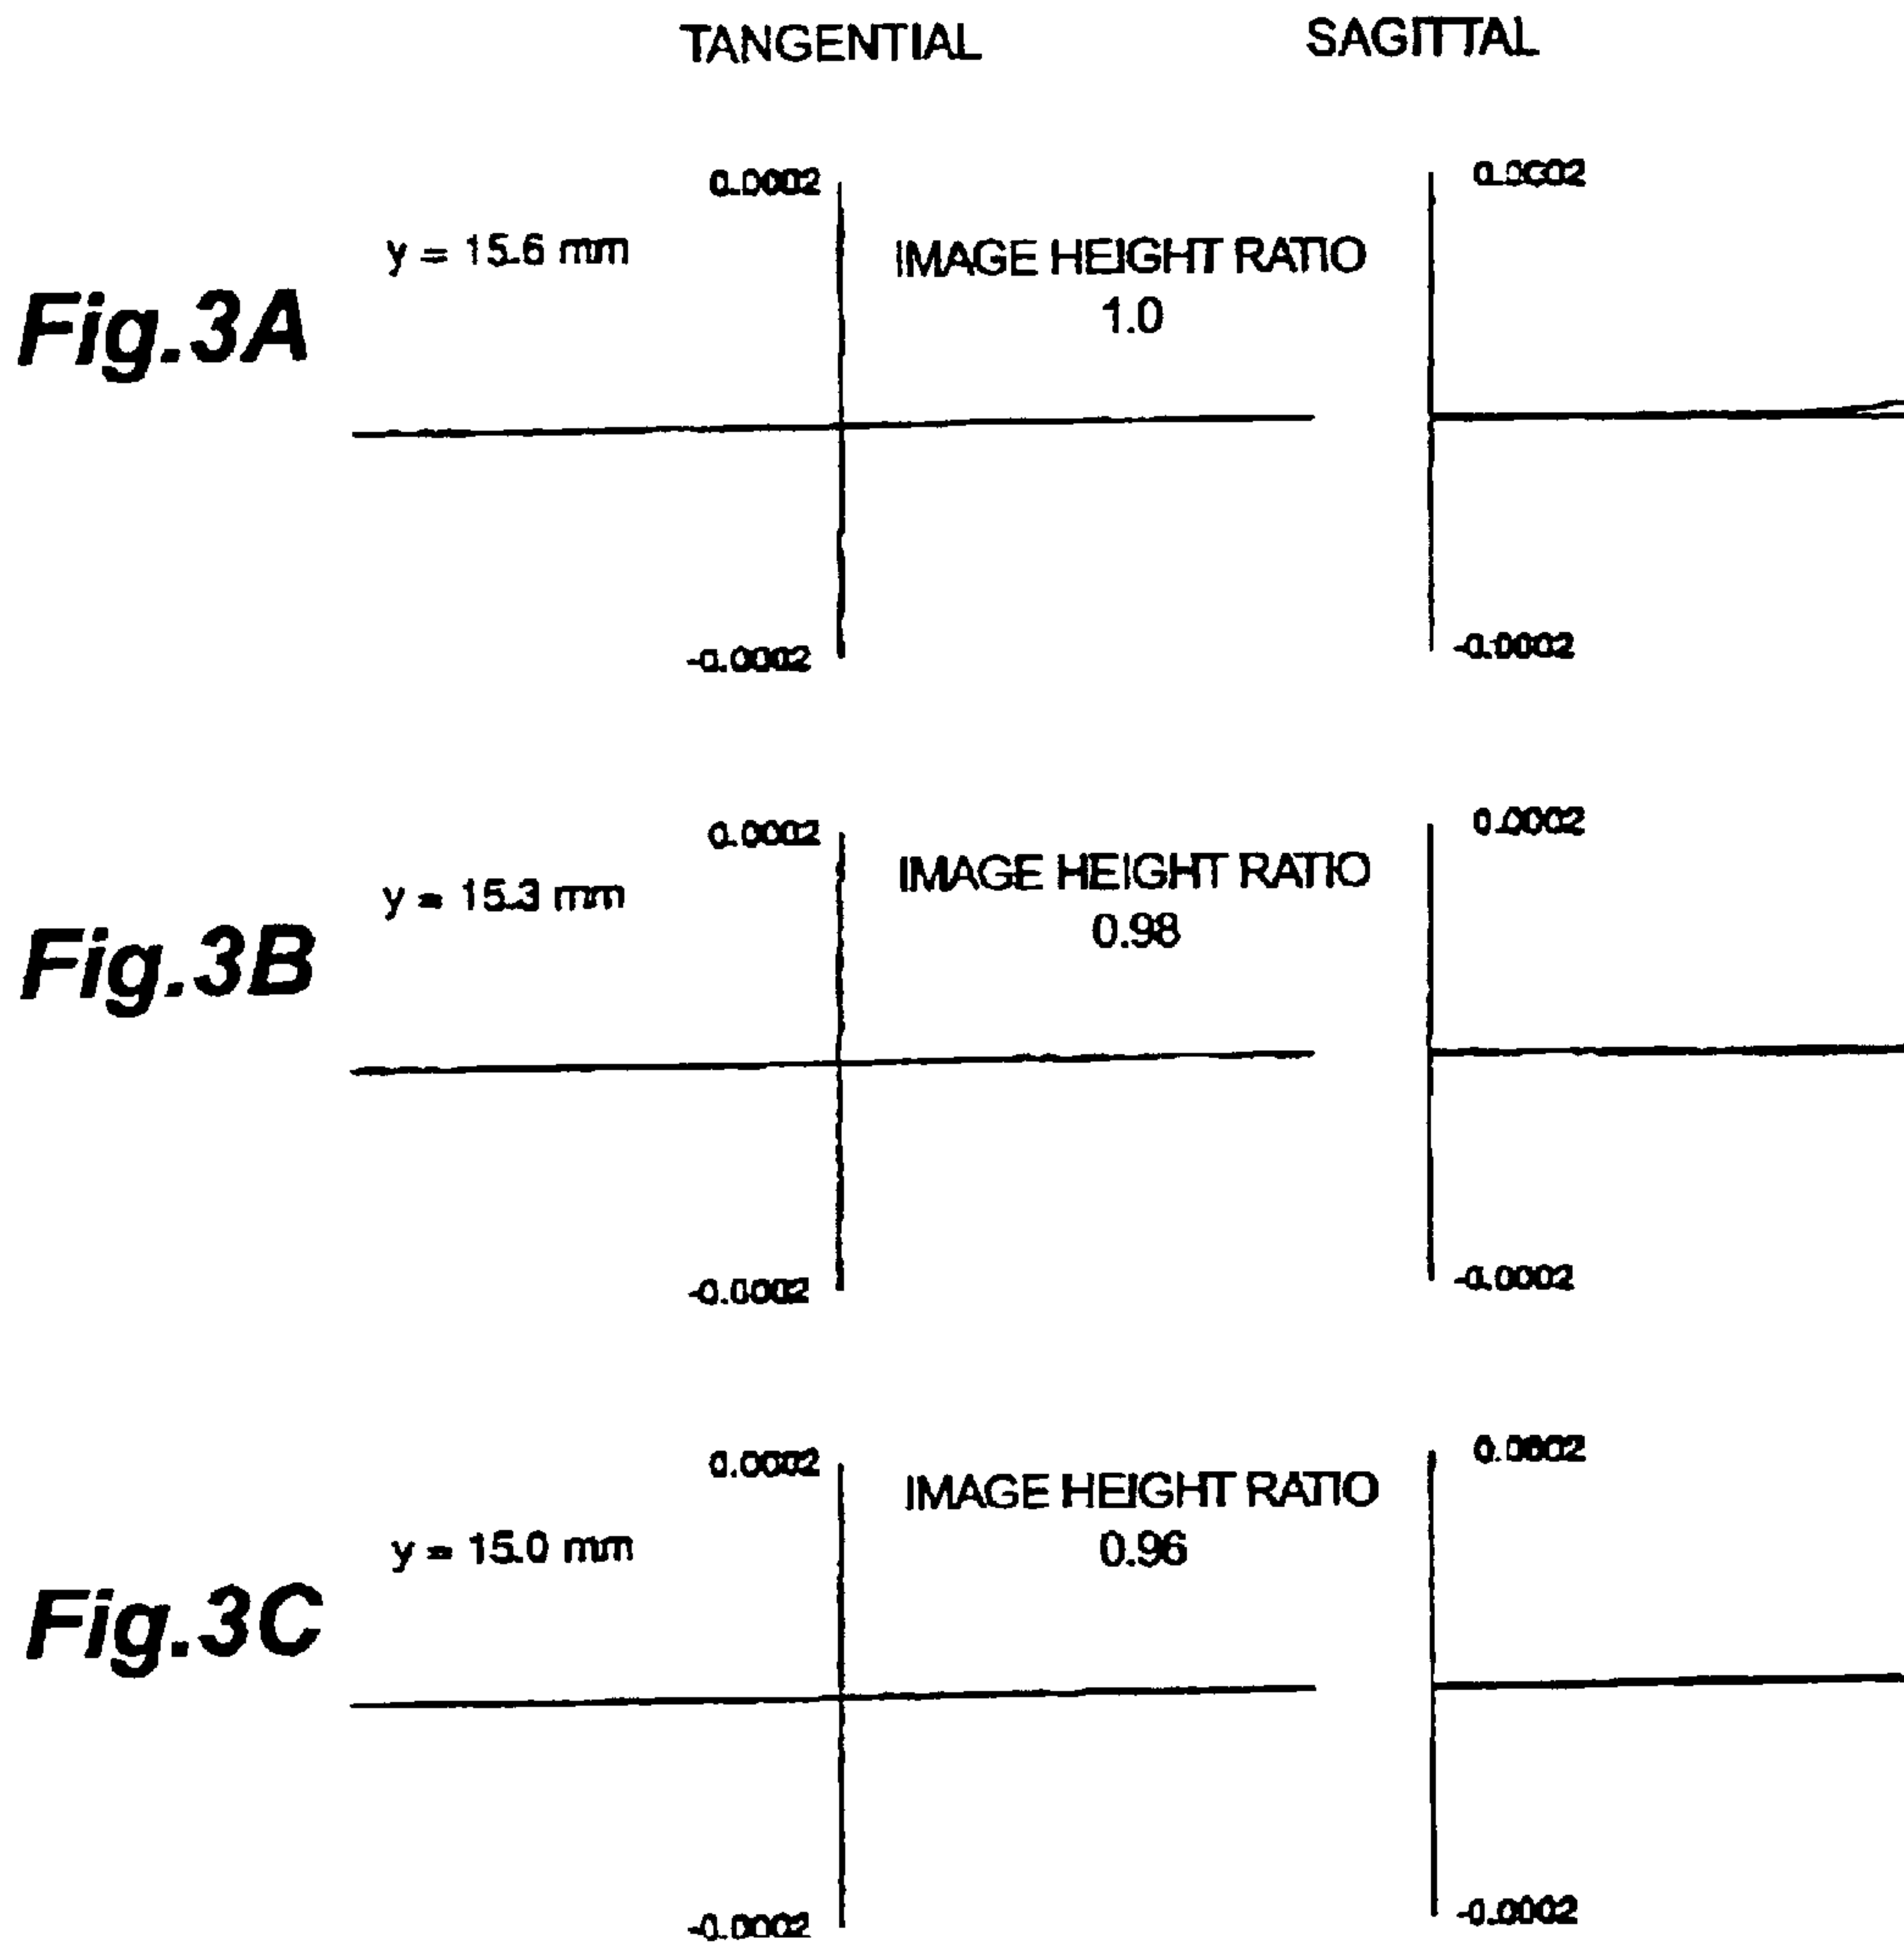 TANGENTIAL SAGITTAL
0.0002 0.0002
y = 15.6 mm IMAGE HEIGHT RATIO
1.0
Fig.3A
-0.0002 -0.0002
0.0002 0.0002
y = 15.3 mm IMAGE HEIGHT RATIO
0.98
Fig.3B
-0.0002 -0.0002
0.0002 0.0002
y = 15.0 mm IMAGE HEIGHT RATIO
0.96
Fig.3C
-0.0002 -0.0002